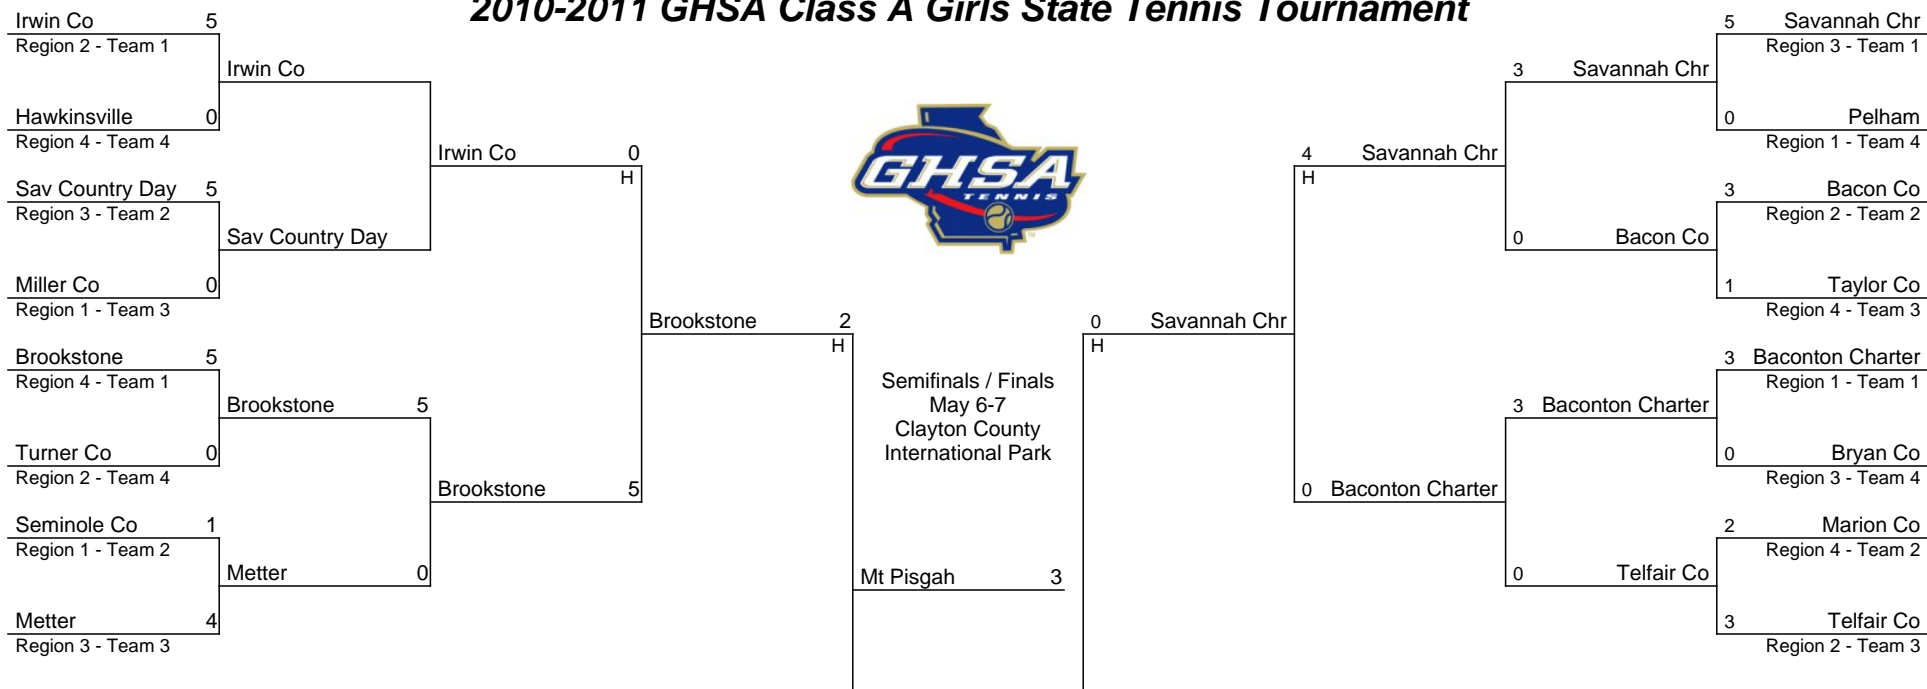 2010-2011 GHSA Class A Girls State Tennis Tournament
Irwin Co 5
Region 2 - Team 1
Irwin Co
Hawkinsville 0
Region 4 - Team 4
Irwin Co 0
H
Sav Country Day 5
Region 3 - Team 2
Sav Country Day
Miller Co 0
Region 1 - Team 3
Brookstone 2
H
Brookstone 5
Region 4 - Team 1
Brookstone 5
Turner Co 0
Region 2 - Team 4
Brookstone 5
Seminole Co 1
Region 1 - Team 2
Metter 0
Metter 4
Region 3 - Team 3
GHSA
TENNIS
Semifinals / Finals
May 6-7
Clayton County
International Park
Mt Pisgah 3
5 Savannah Chr
Region 3 - Team 1
3 Savannah Chr
0 Pelham
Region 1 - Team 4
4 Savannah Chr
H
3 Bacon Co
Region 2 - Team 2
0 Bacon Co
1 Taylor Co
Region 4 - Team 3
0 Savannah Chr
H
3 Baconton Charter
Region 1 - Team 1
3 Baconton Charter
0 Bryan Co
Region 3 - Team 4
0 Baconton Charter
2 Marion Co
Region 4 - Team 2
0 Telfair Co
3 Telfair Co
Region 2 - Team 3